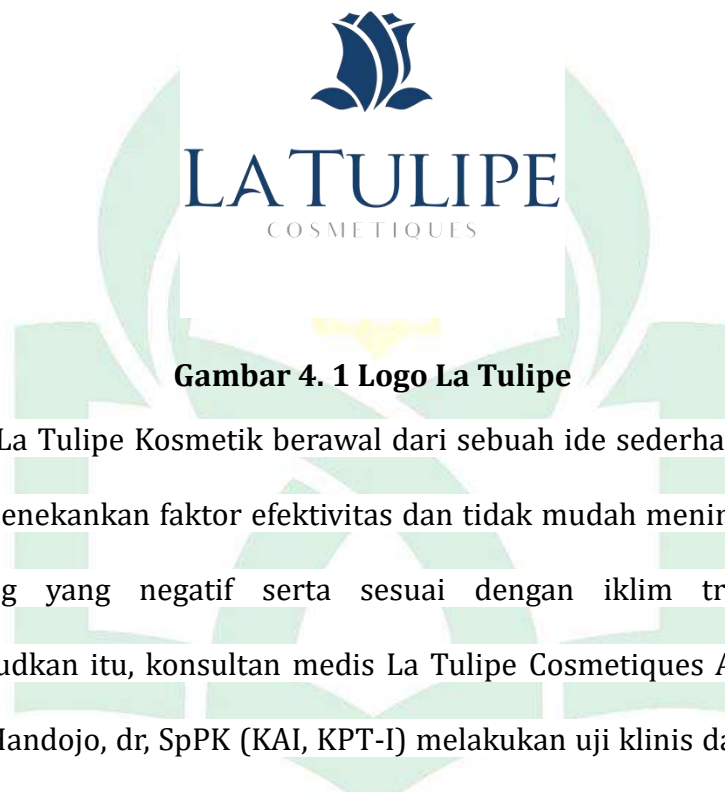 LA TULIPE
COSMETIQUES
Gambar 4. 1 Logo La Tulipe
La Tulipe Kosmetik berawal dari sebuah ide sederha
enekankan faktor efektivitas dan tidak mudah menin
g yang negatif serta sesuai dengan iklim tr
udkan itu, konsultan medis La Tulipe Cosmetiques A
Handojo, dr, SpPK (KAI, KPT-I) melakukan uji klinis da